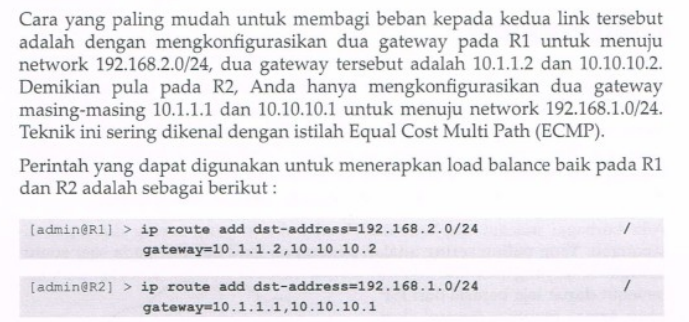 Cara yang paling mudah untuk membagi beban kepada kedua link tersebut
adalah dengan mengkonfigurasikan dua gateway pada R1 untuk menuju
network 192.168.2.0/24, dua gateway tersebut adalah 10.1.1.2 dan 10.10.10.2.
Demikian pula pada R2, Anda hanya mengkonfigurasikan dua gateway
masing-masing 10.1.1.1 dan 10.10.10.1 untuk menuju network 192.168.1.0/24.
Teknik ini sering dikenal dengan istilah Equal Cost Multi Path (ECMP).
Perintah yang dapat digunakan untuk menerapkan load balance baik pada R1
dan R2 adalah sebagai berikut :
[admin@R1] > ip route add dst-address=192.168.2.0/24 /
gateway=10.1.1.2,10.10.10.2
[admin@R2] > ip route add dst-address=192.168.1.0/24 /
gateway=10.1.1.1,10.10.10.1